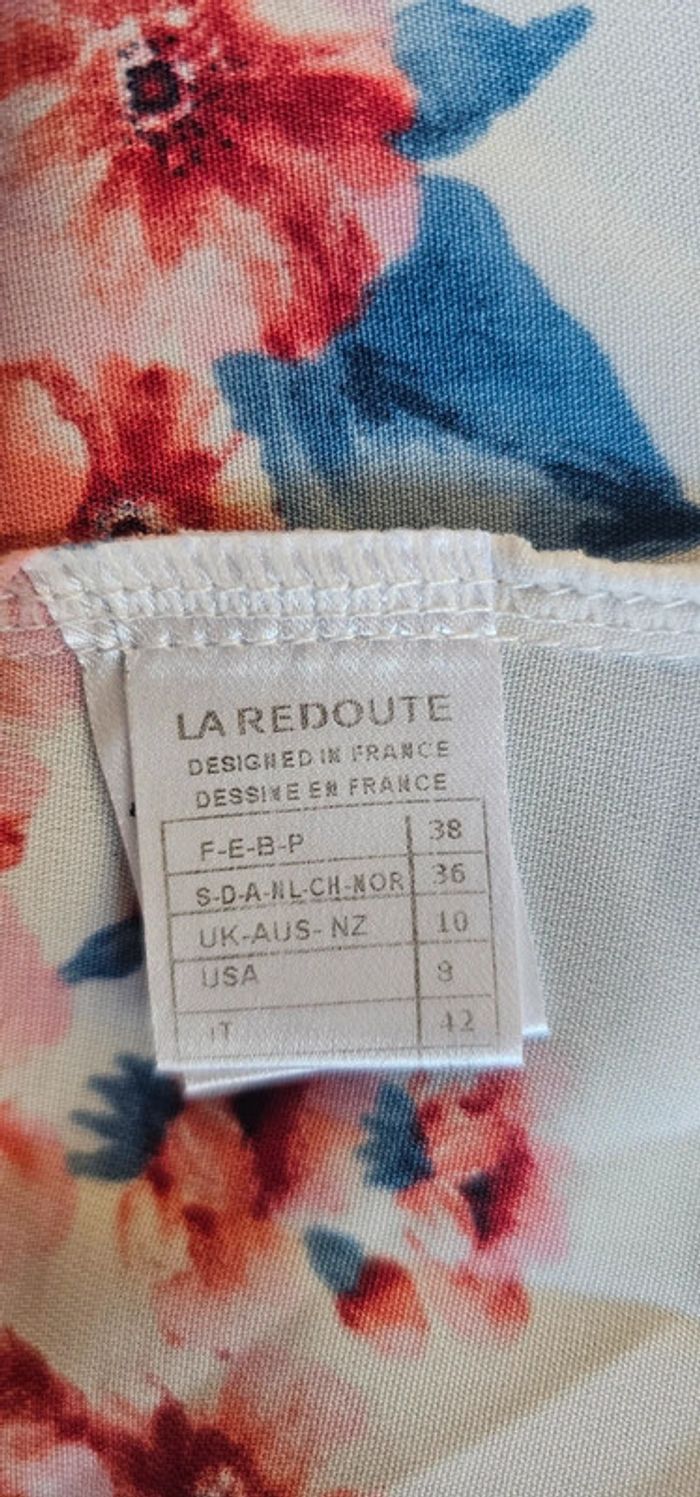 LA REDOUTE
DESIGNED IN FRANCE
DESSINE EN FRANCE
F-E-B-P 38
S-D-A-NL-CH-NOR 36
UK-AUS-NZ 10
USA 8
IT 42